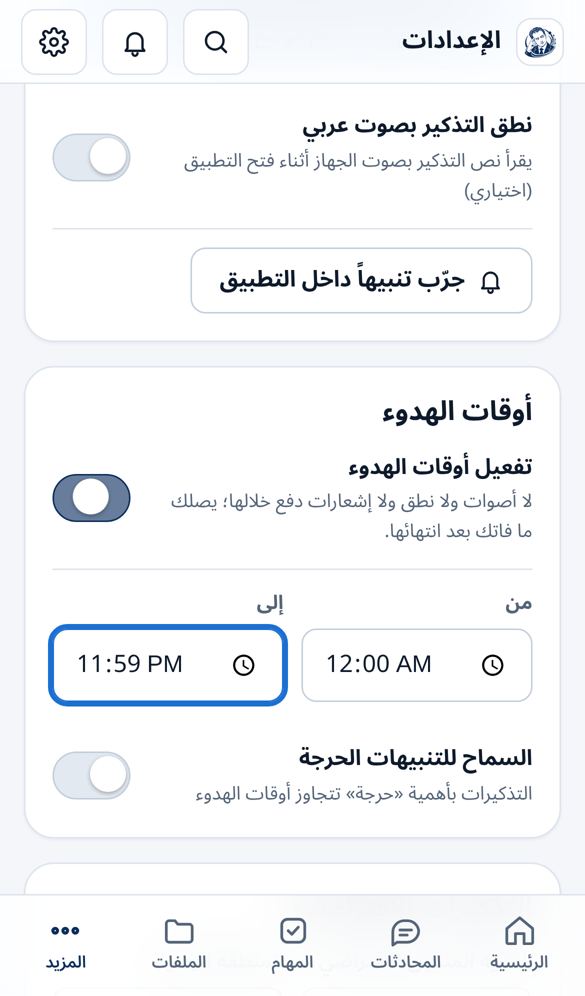 الإعدادات
نطق التذكير بصوت عربي
يقرأ نص التذكير بصوت الجهاز أثناء فتح التطبيق
(اختياري)
جرّب تنبيهاً داخل التطبيق
أوقات الهدوء
تفعيل أوقات الهدوء
لا أصوات ولا نطق ولا إشعارات دفع خلالها؛ يصلك
ما فاتك بعد انتهائها.
من
إلى
12:00 AM
11:59 PM
السماح للتنبيهات الحرجة
التذكيرات بأهمية «حرجة» تتجاوز أوقات الهدوء
الرئيسية
المحادثات
المهام
الملفات
المزيد